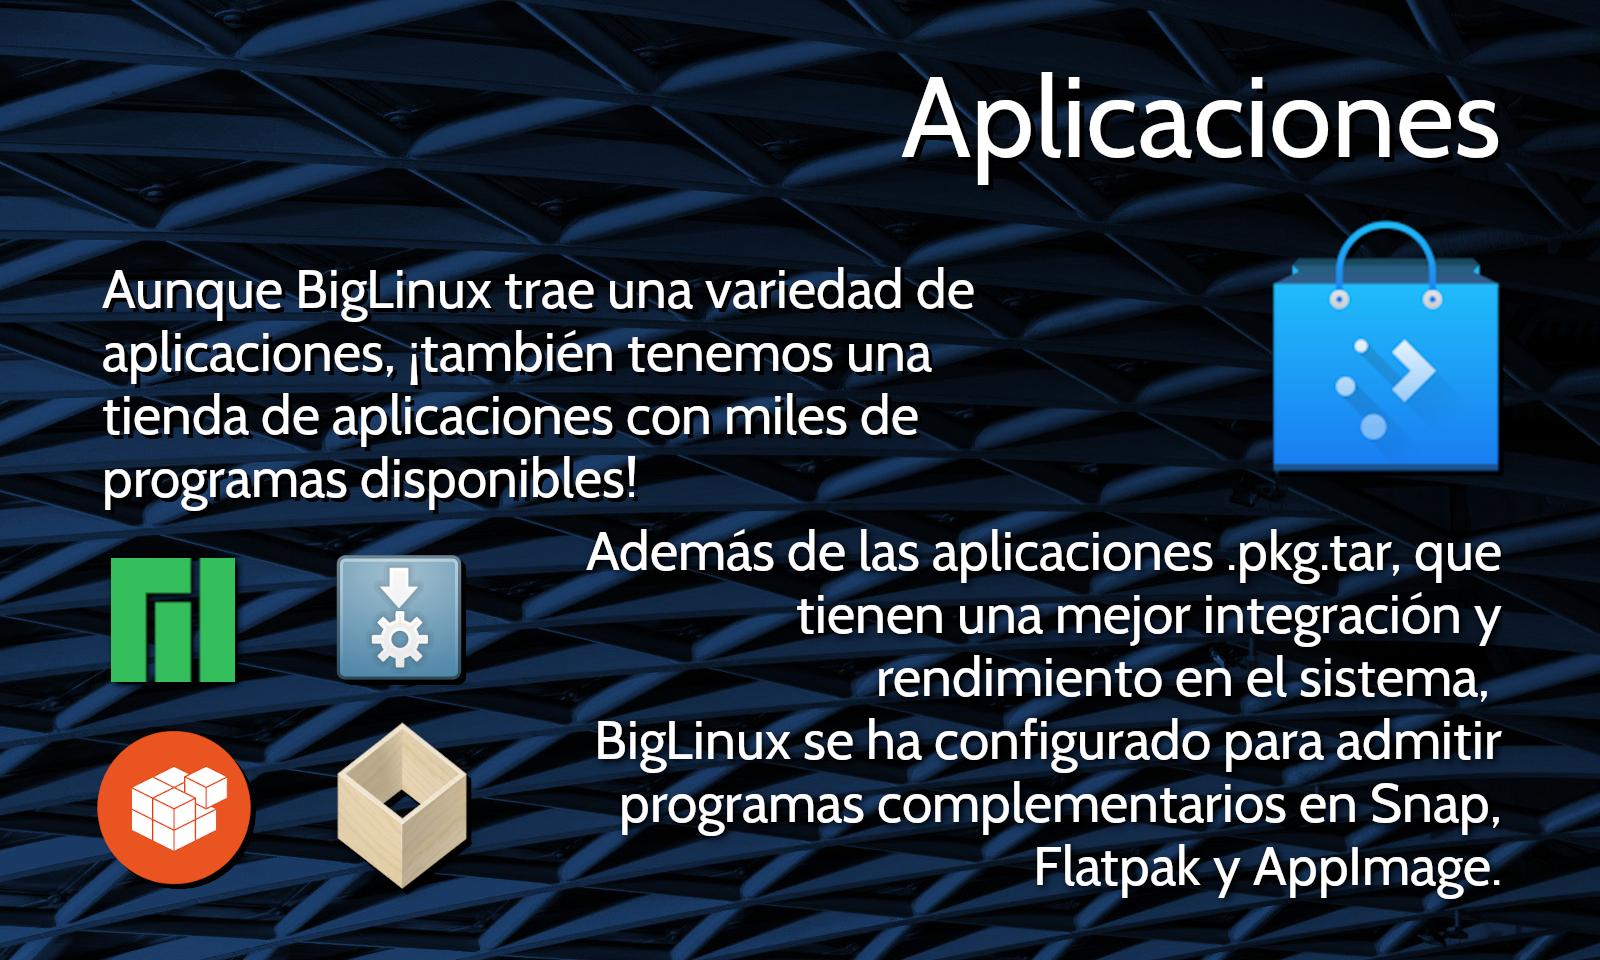 Aplicaciones
Aunque BigLinux trae una variedad de
aplicaciones, ¡también tenemos una
tienda de aplicaciones con miles de
programas disponibles!
Además de las aplicaciones .pkg.tar, que
tienen una mejor integración y
rendimiento en el sistema,
BigLinux se ha configurado para admitir
programas complementarios en Snap,
Flatpak y AppImage.